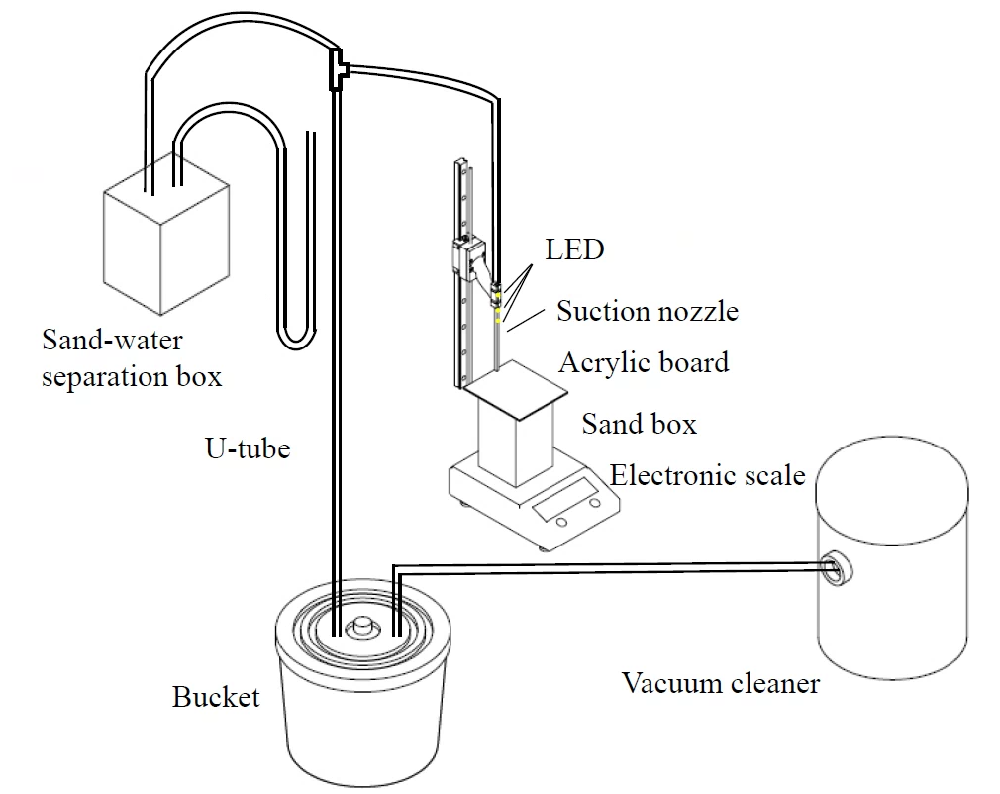 LED
Suction nozzle
Sand-water
separation box
Acrylic board
Sand box
U-tube
Electronic scale
Bucket
Vacuum cleaner